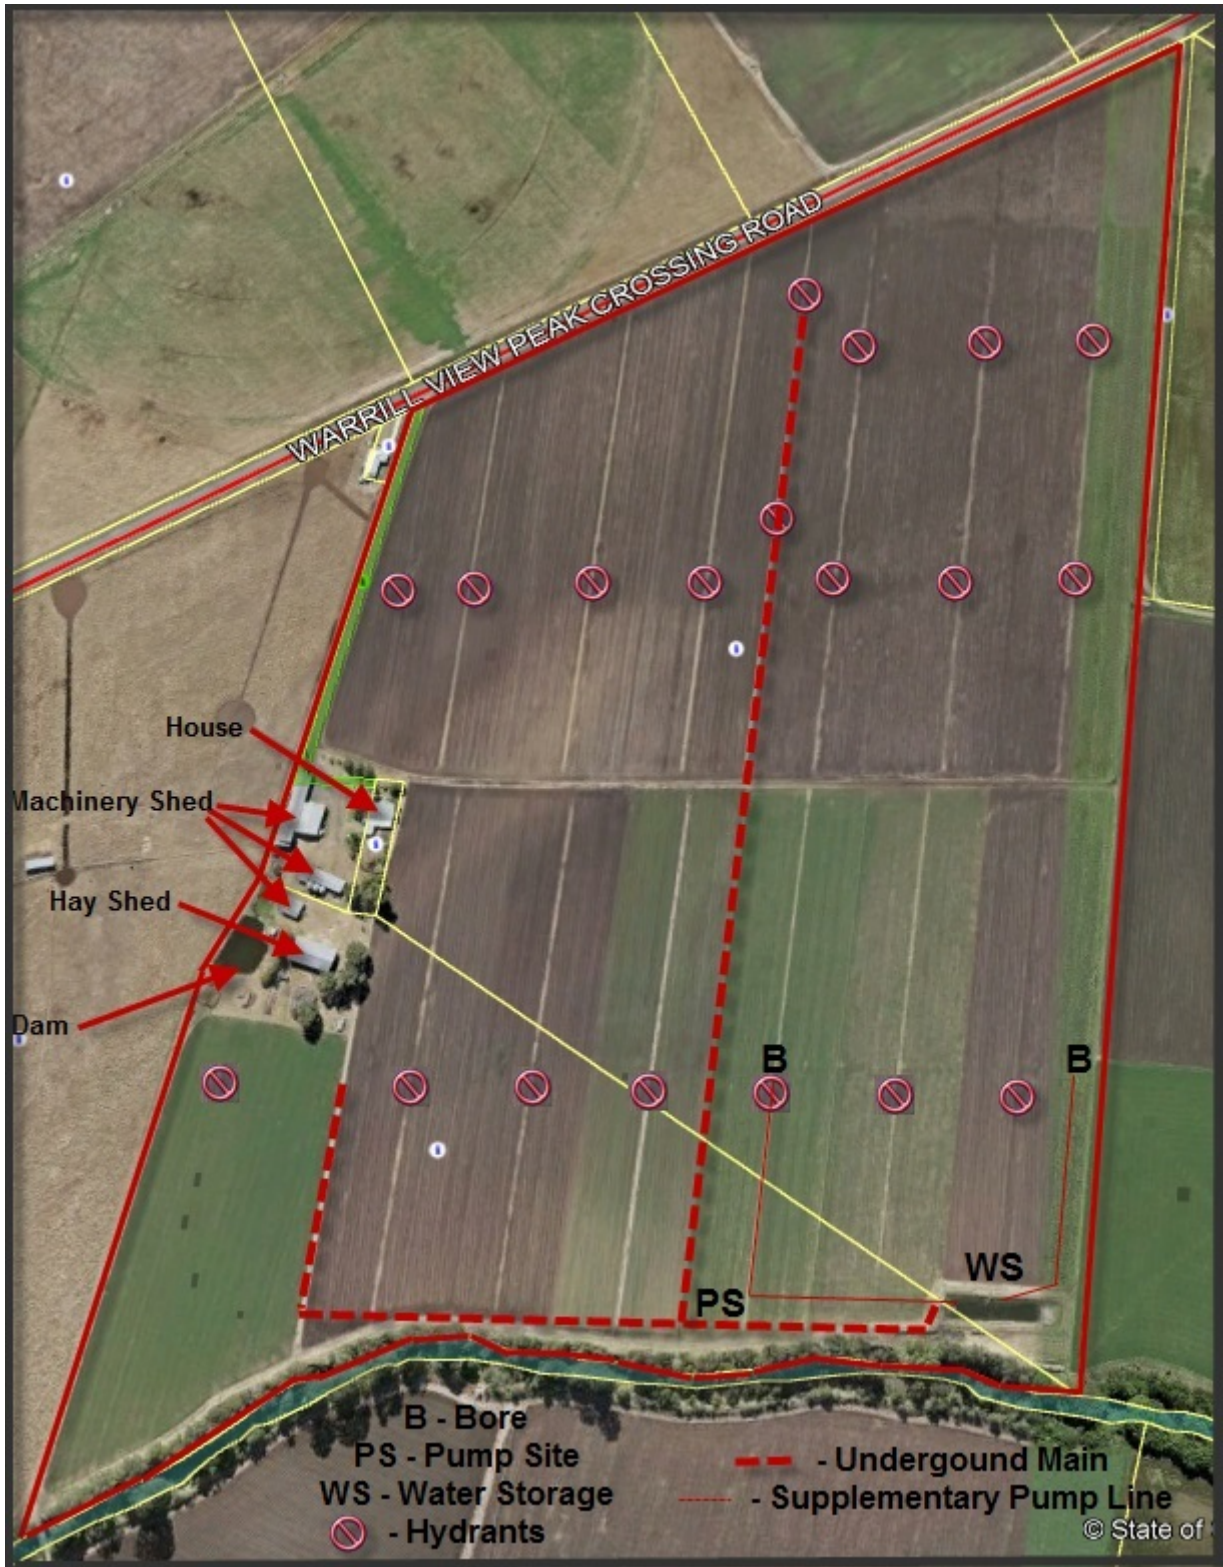 WARRILL VIEW PEAK CROSSING ROAD
House
Machinery Shed
Hay Shed
Dam
B
B
WS
PS
B - Bore
PS - Pump Site
WS - Water Storage
- Hydrants
- Undergound Main
- Supplementary Pump Line
© State of